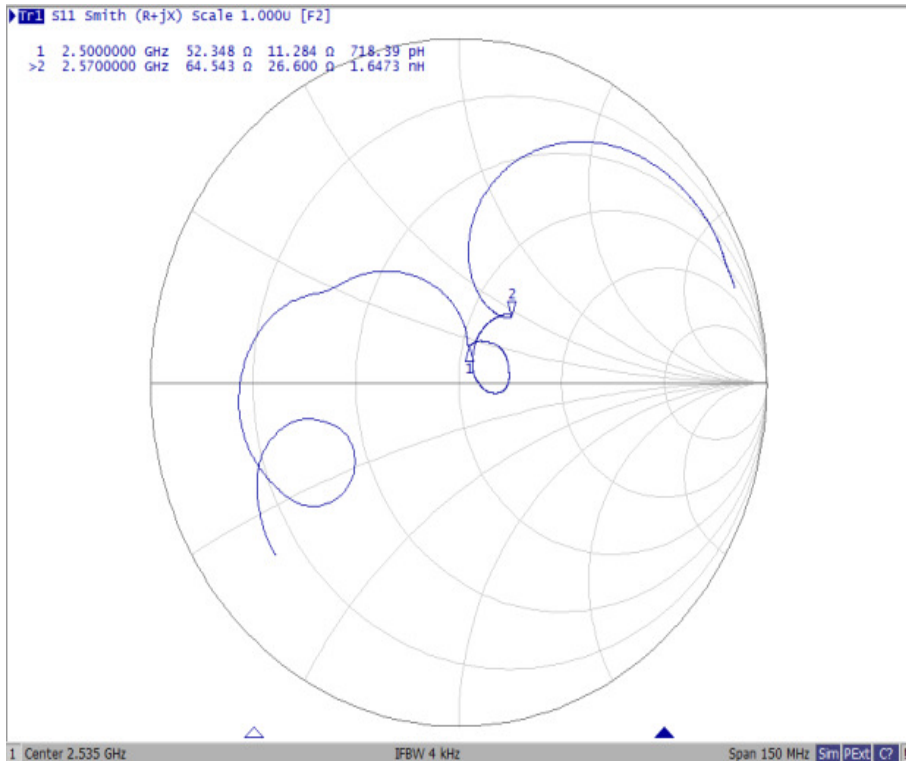 Tr1 S11 Smith (R+jX) Scale 1.000U [F2]
1 2.5000000 GHz 52.348 Ω 11.284 Ω 718.39 pH
>2 2.5700000 GHz 64.543 Ω 26.600 Ω 1.6473 nH
2
1
1 Center 2.535 GHz IFBW 4 kHz Span 150 MHz Sim PExt C?